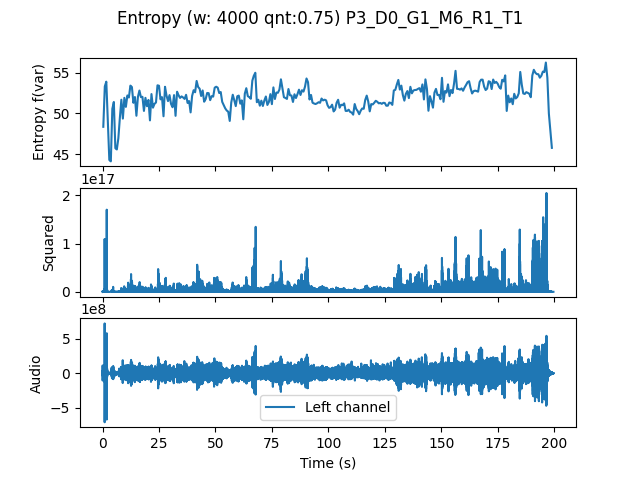 Entropy (w: 4000 qnt:0.75) P3_D0_G1_M6_R1_T1
Entropy f(var)
55
50
45
1e17
Squared
2
1
0
1e8
Audio
5
0
−5
Left channel
0 25 50 75 100 125 150 175 200
Time (s)